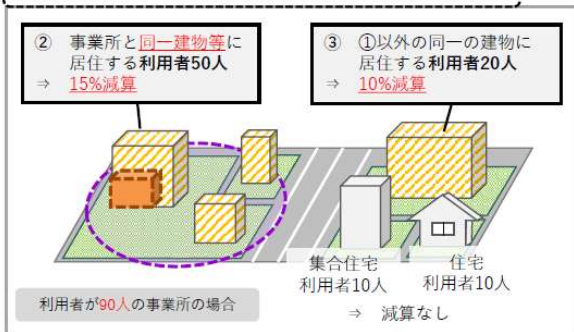 ② 事業所と同一建物等に
居住する利用者50人
⇒ 15%減算
③ ①以外の同一の建物に
居住する利用者20人
⇒ 10%減算
集合住宅
利用者10人
住宅
利用者10人
⇒ 減算なし
利用者が90人の事業所の場合